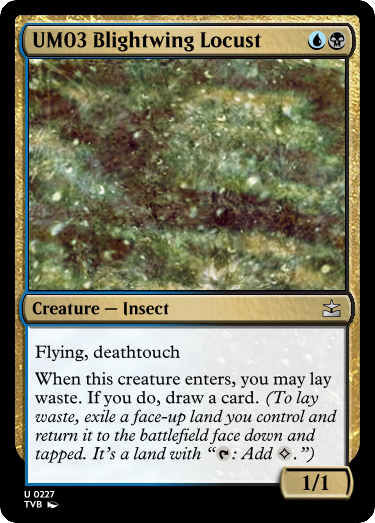 UM03 Blightwing Locust
Creature — Insect
Flying, deathtouch
When this creature enters, you may lay
waste. If you do, draw a card. (To lay
waste, exile a face-up land you control and
return it to the battlefield face down and
tapped. It's a land with “T: Add C.”)
1/1
U 0227
TVB